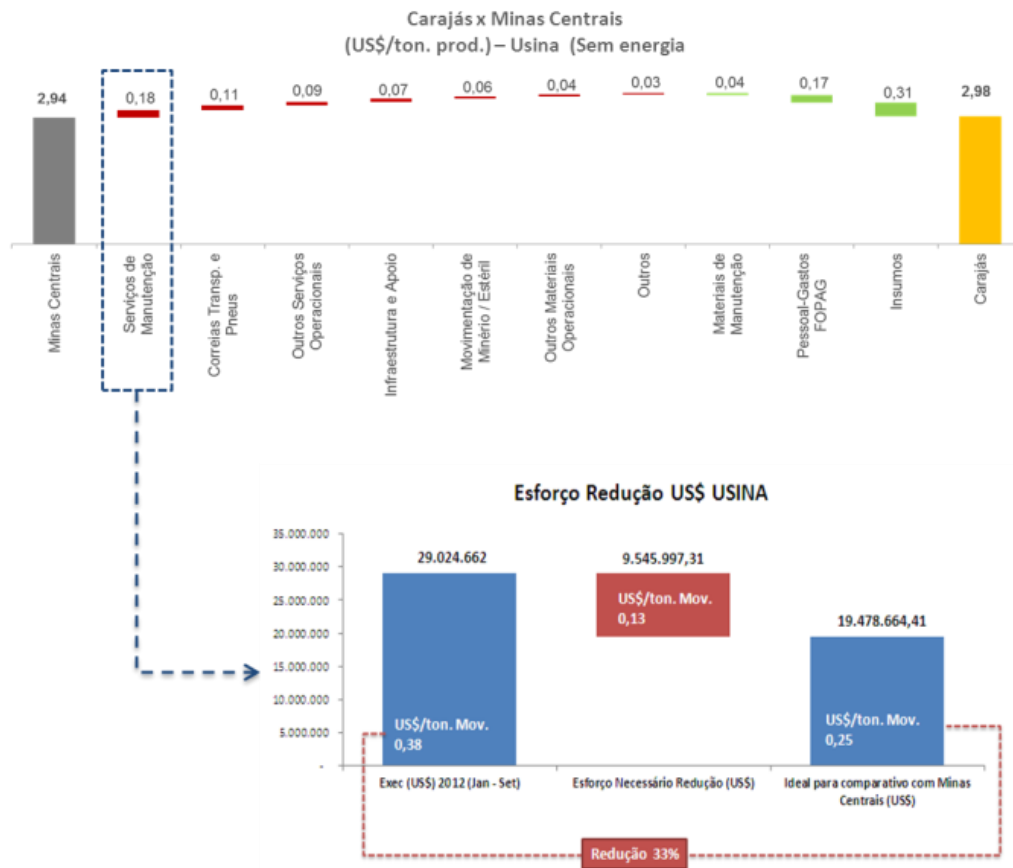 Carajás x Minas Centrais
(US$/ton. prod.) – Usina (Sem energia
2,94
0,18
0,11
0,09
0,07
0,06
0,04
0,03
0,04
0,17
0,31
2,98
Minas Centrais
Serviços de
Manutenção
Correias Transp. e
Pneus
Outros Serviços
Operacionais
Infraestrutura e Apoio
Movimentação de
Minério / Estéril
Outros Materiais
Operacionais
Outros
Materiais de
Manutenção
Pessoal-Gastos
FOPAG
Insumos
Carajás
Esforço Redução US$ USINA
35.000.000
30.000.000
25.000.000
20.000.000
15.000.000
10.000.000
5.000.000
-
29.024.662
US$/ton. Mov.
0,38
9.545.997,31
US$/ton. Mov.
0,13
19.478.664,41
US$/ton. Mov.
0,25
Exec (US$) 2012 (Jan - Set)
Esforço Necessário Redução (US$)
Ideal para comparativo com Minas
Centrais (US$)
Redução 33%